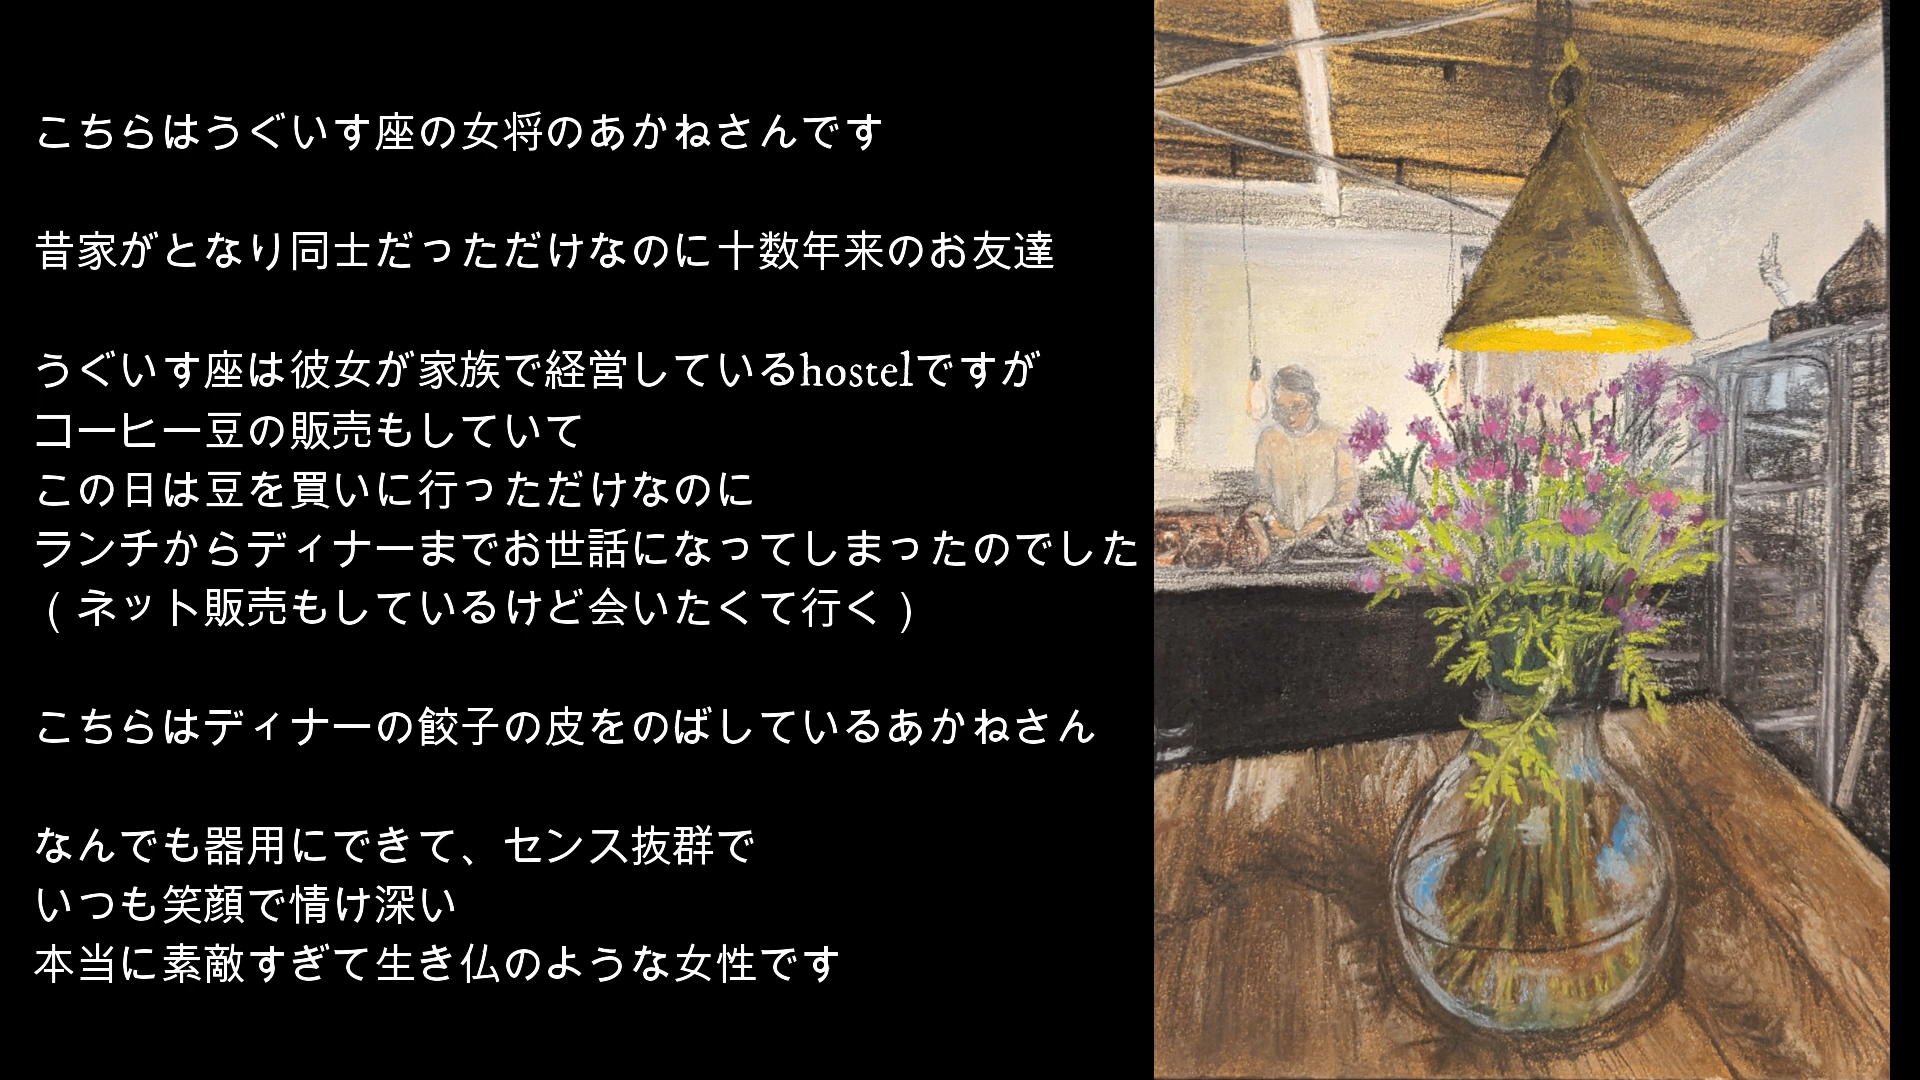 こちらはうぐいす座の女将のあかねさんです
昔家がとなり同士だっただけなのに十数年来のお友達
うぐいす座は彼女が家族で経営しているhostelですが
コーヒー豆の販売もしていて
この日は豆を買いに行っただけなのに
ランチからディナーまでお世話になってしまったのでした
（ネット販売もしているけど会いたくて行く）
こちらはディナーの餃子の皮をのばしているあかねさん
なんでも器用にできて、センス抜群で
いつも笑顔で情け深い
本当に素敵すぎて生き仏のような女性です